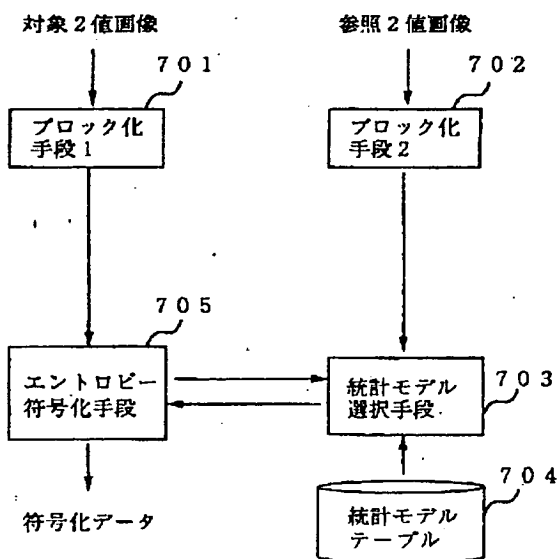 対象2値画像
参照2値画像
701
702
ブロック化
手段1
ブロック化
手段2
705
エントロピー
符号化手段
統計モデル
選択手段
703
704
符号化データ
統計モデル
テーブル